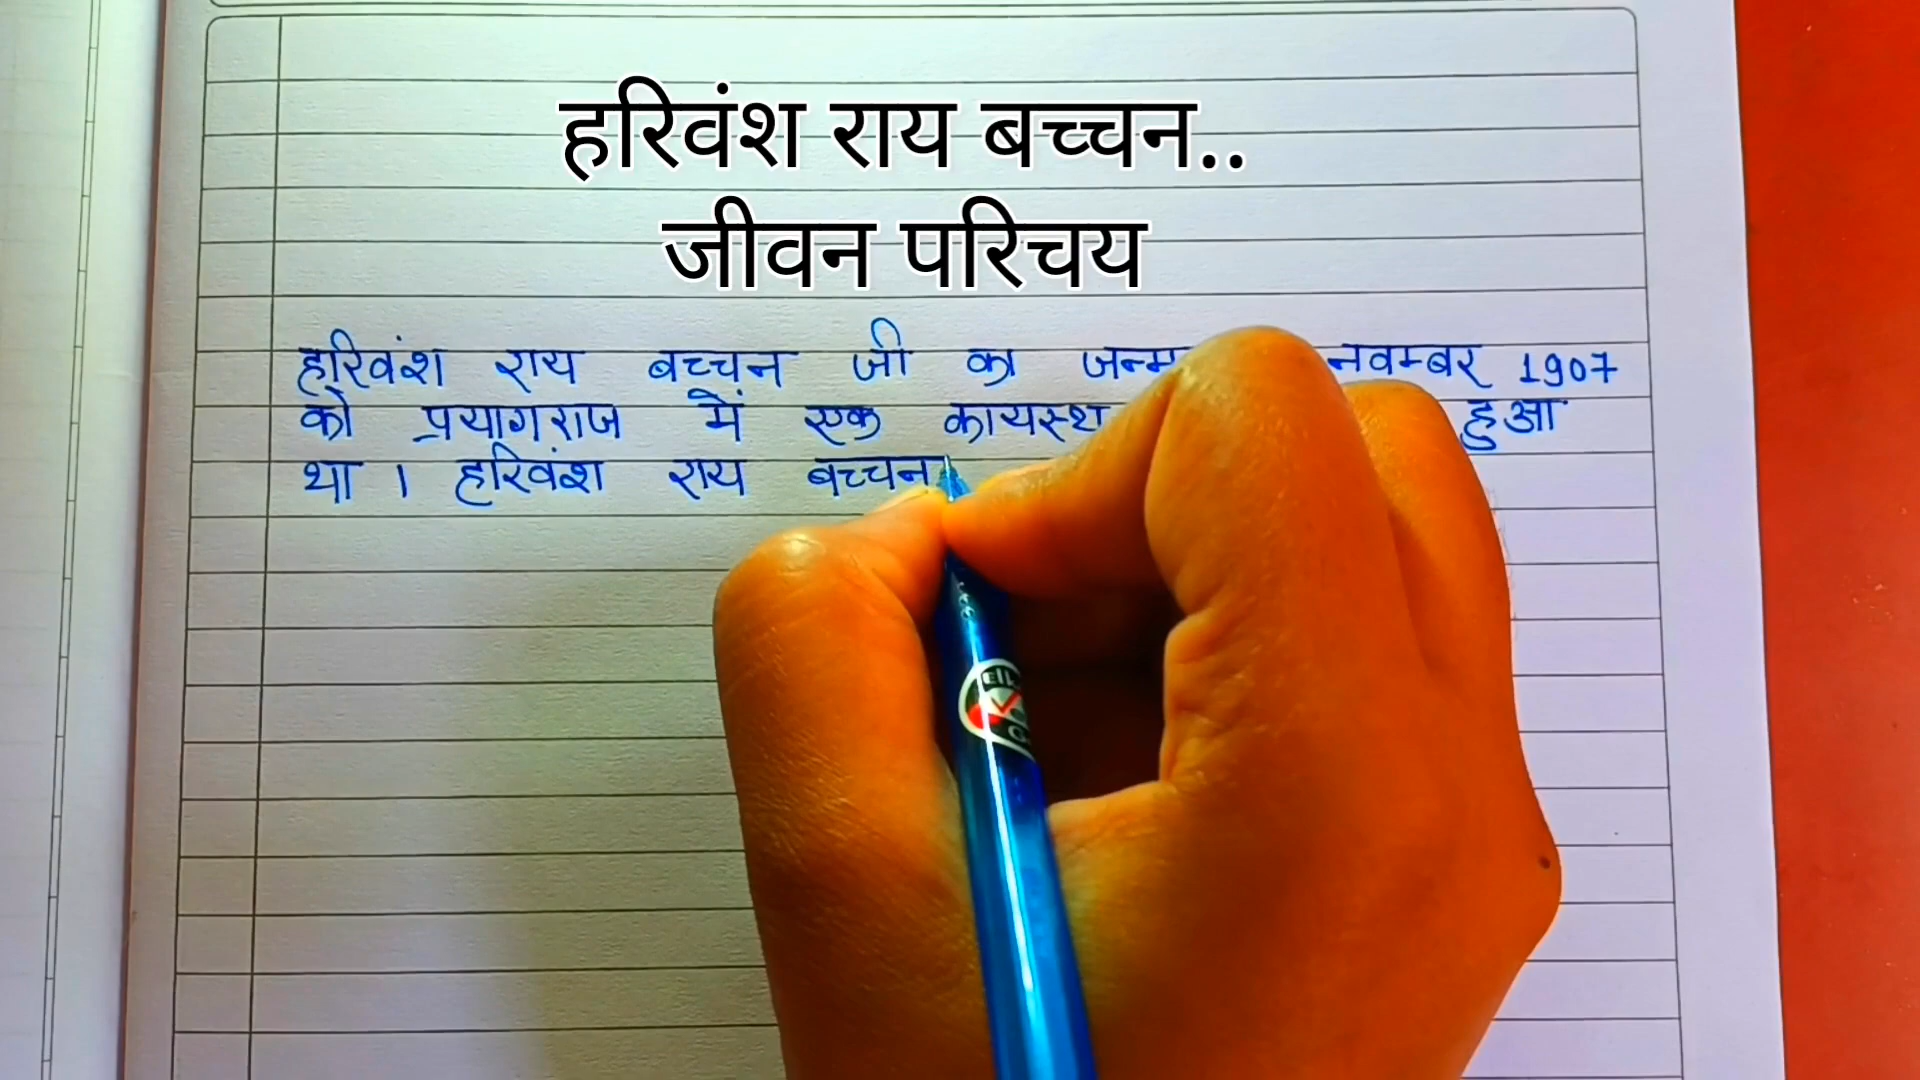 हरिवंश राय बच्चन..
जीवन परिचय
हरिवंश राय बच्चन जी का जन्म नवम्बर 1907
को प्रयागराज में एक कायस्थ हुआ
था । हरिवंश राय बच्चन